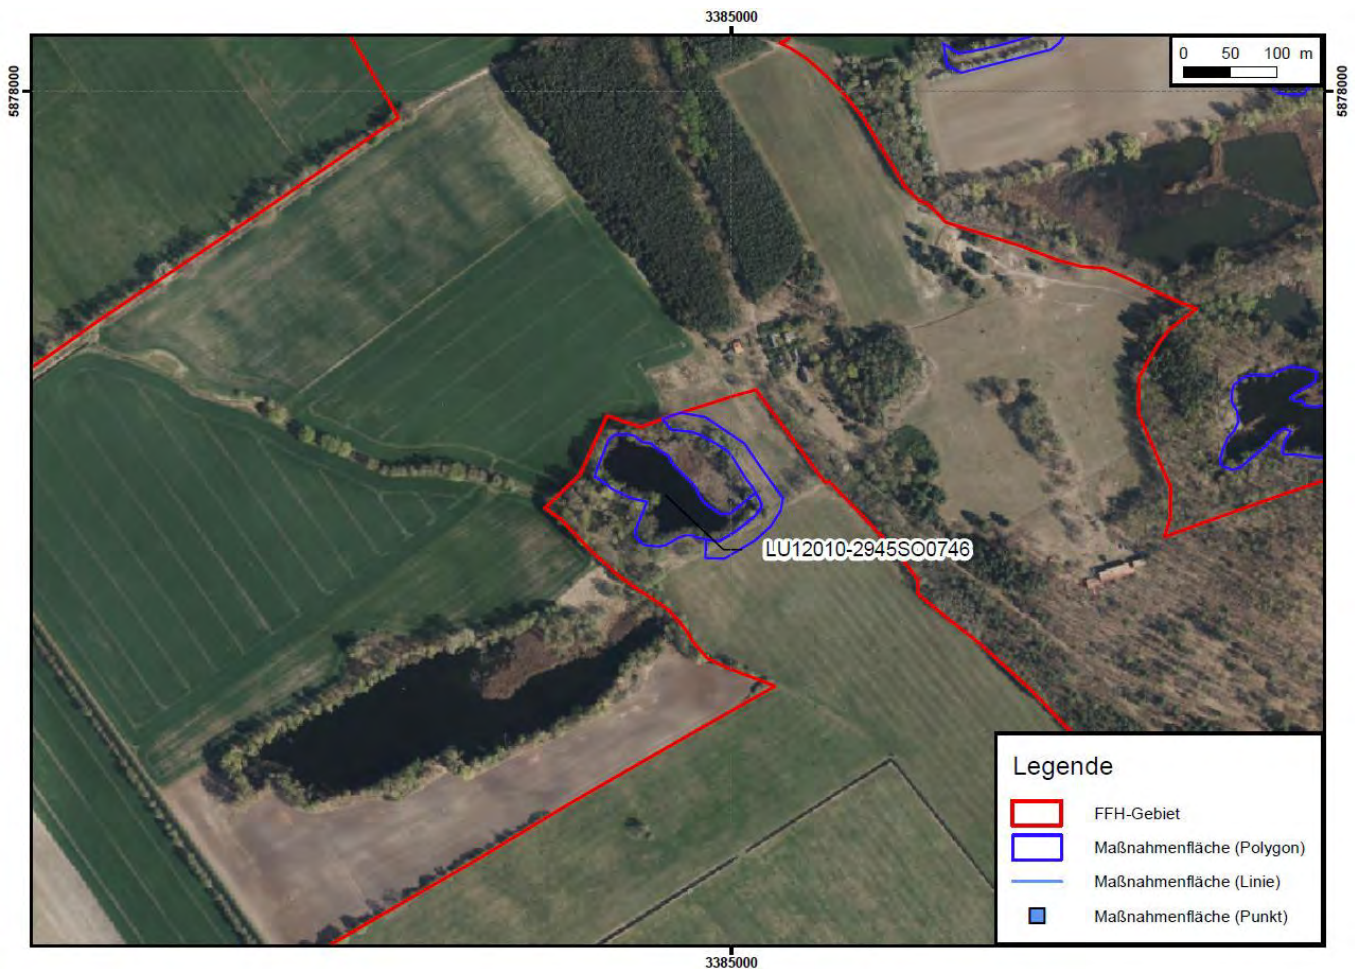 3385000
0 50 100 m
5878000
5878000
LU12010-2945SO0746
Legende
FFH-Gebiet
Maßnahmenfläche (Polygon)
Maßnahmenfläche (Linie)
Maßnahmenfläche (Punkt)
3385000